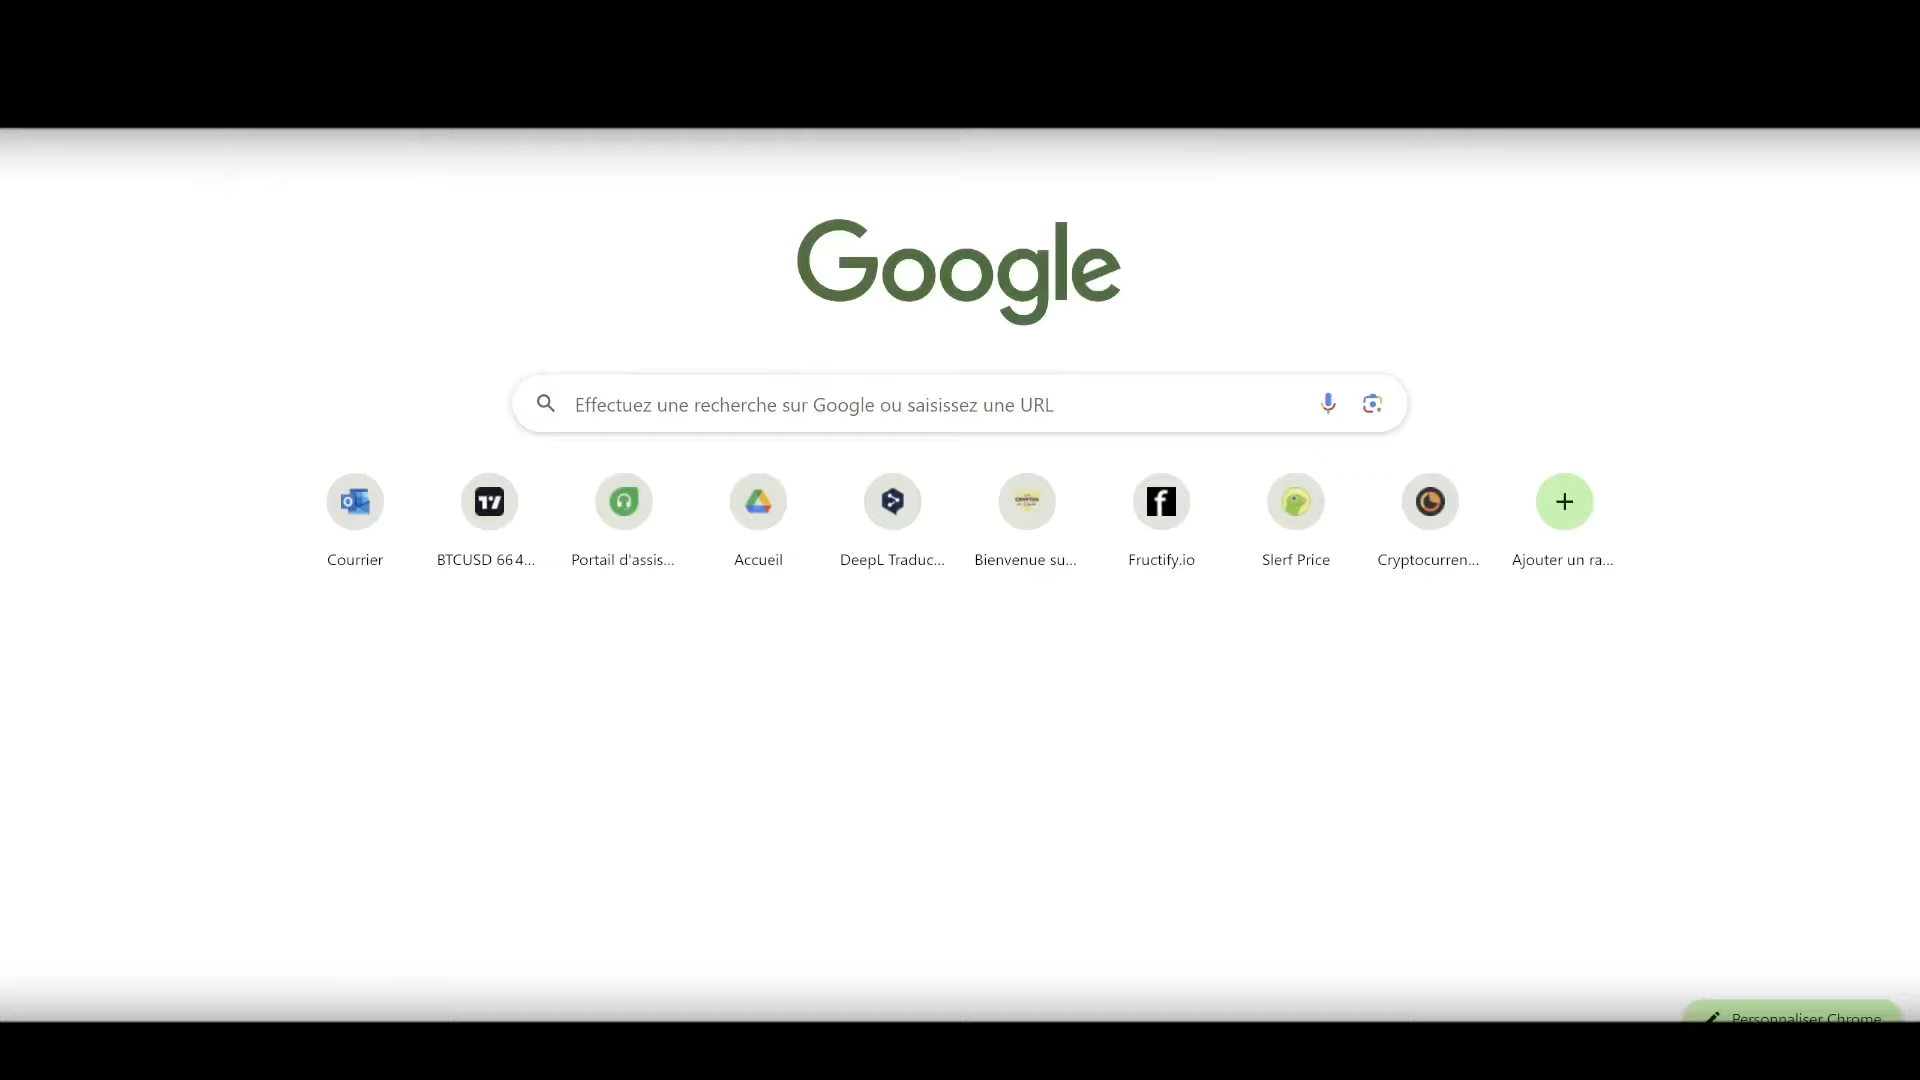 Google
Effectuez une recherche sur Google ou saisissez une URL
Courrier
BTCUSD 664...
Portail d'assis...
Accueil
DeepL Traduc...
Bienvenue su...
Fructify.io
Slerf Price
Cryptocurren...
Ajouter un ra...
Personnaliser Chrome